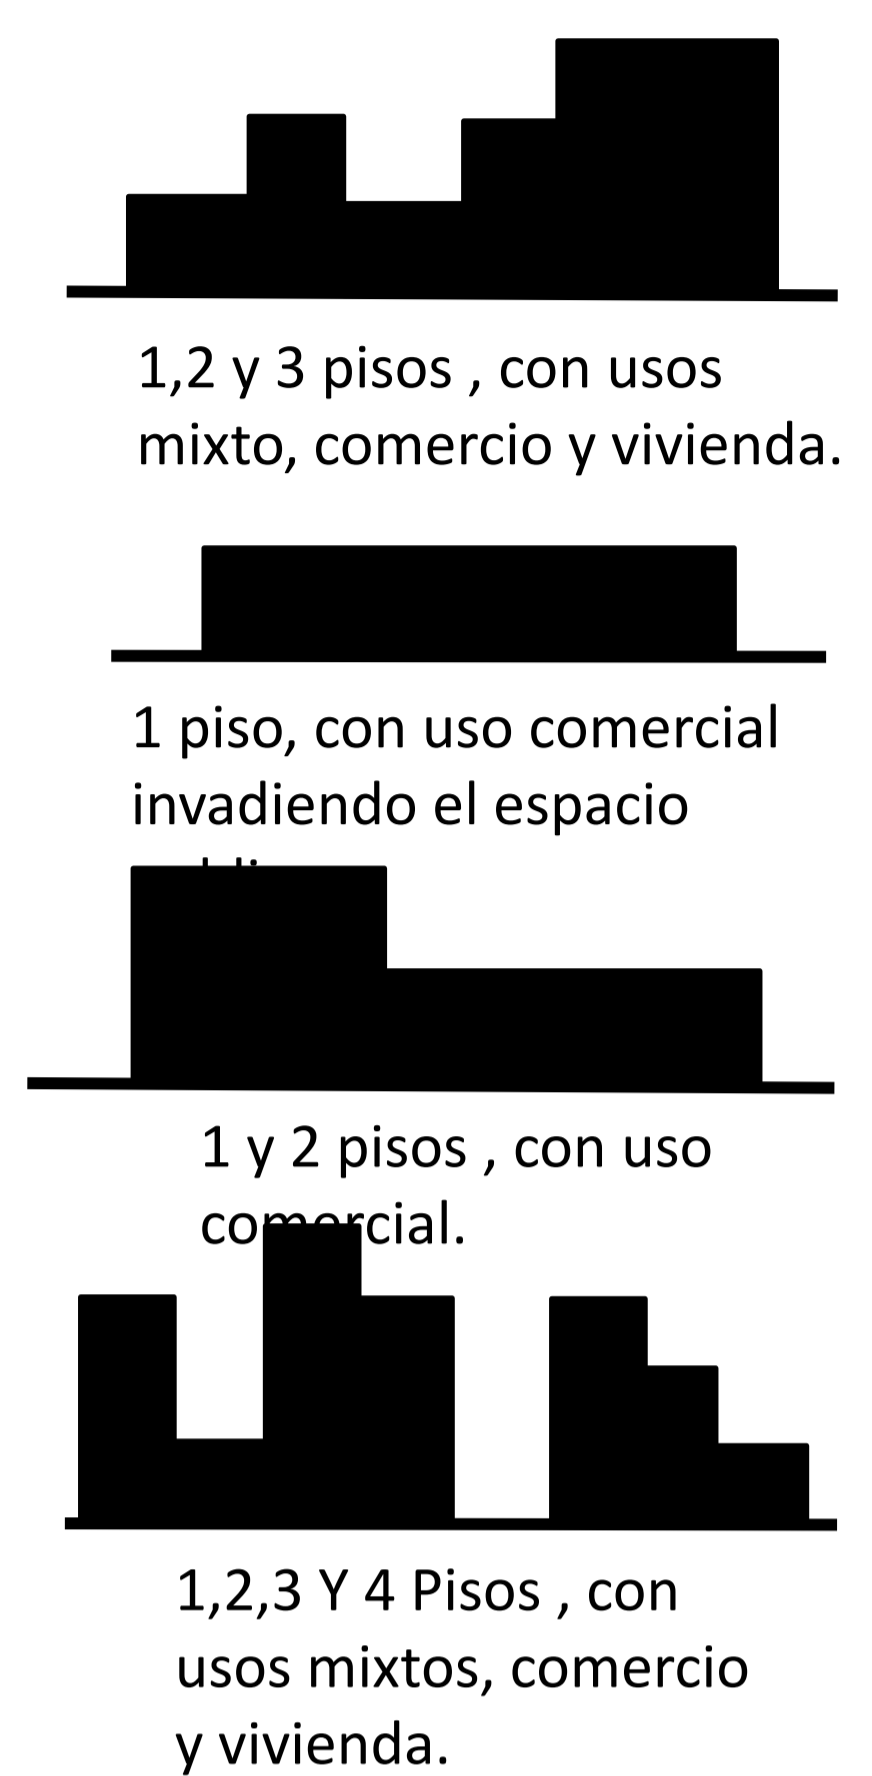 1,2 y 3 pisos , con usos
mixto, comercio y vivienda.
1 piso, con uso comercial
invadiendo el espacio
1 y 2 pisos , con uso
comercial.
1,2,3 Y 4 Pisos , con
usos mixtos, comercio
y vivienda.